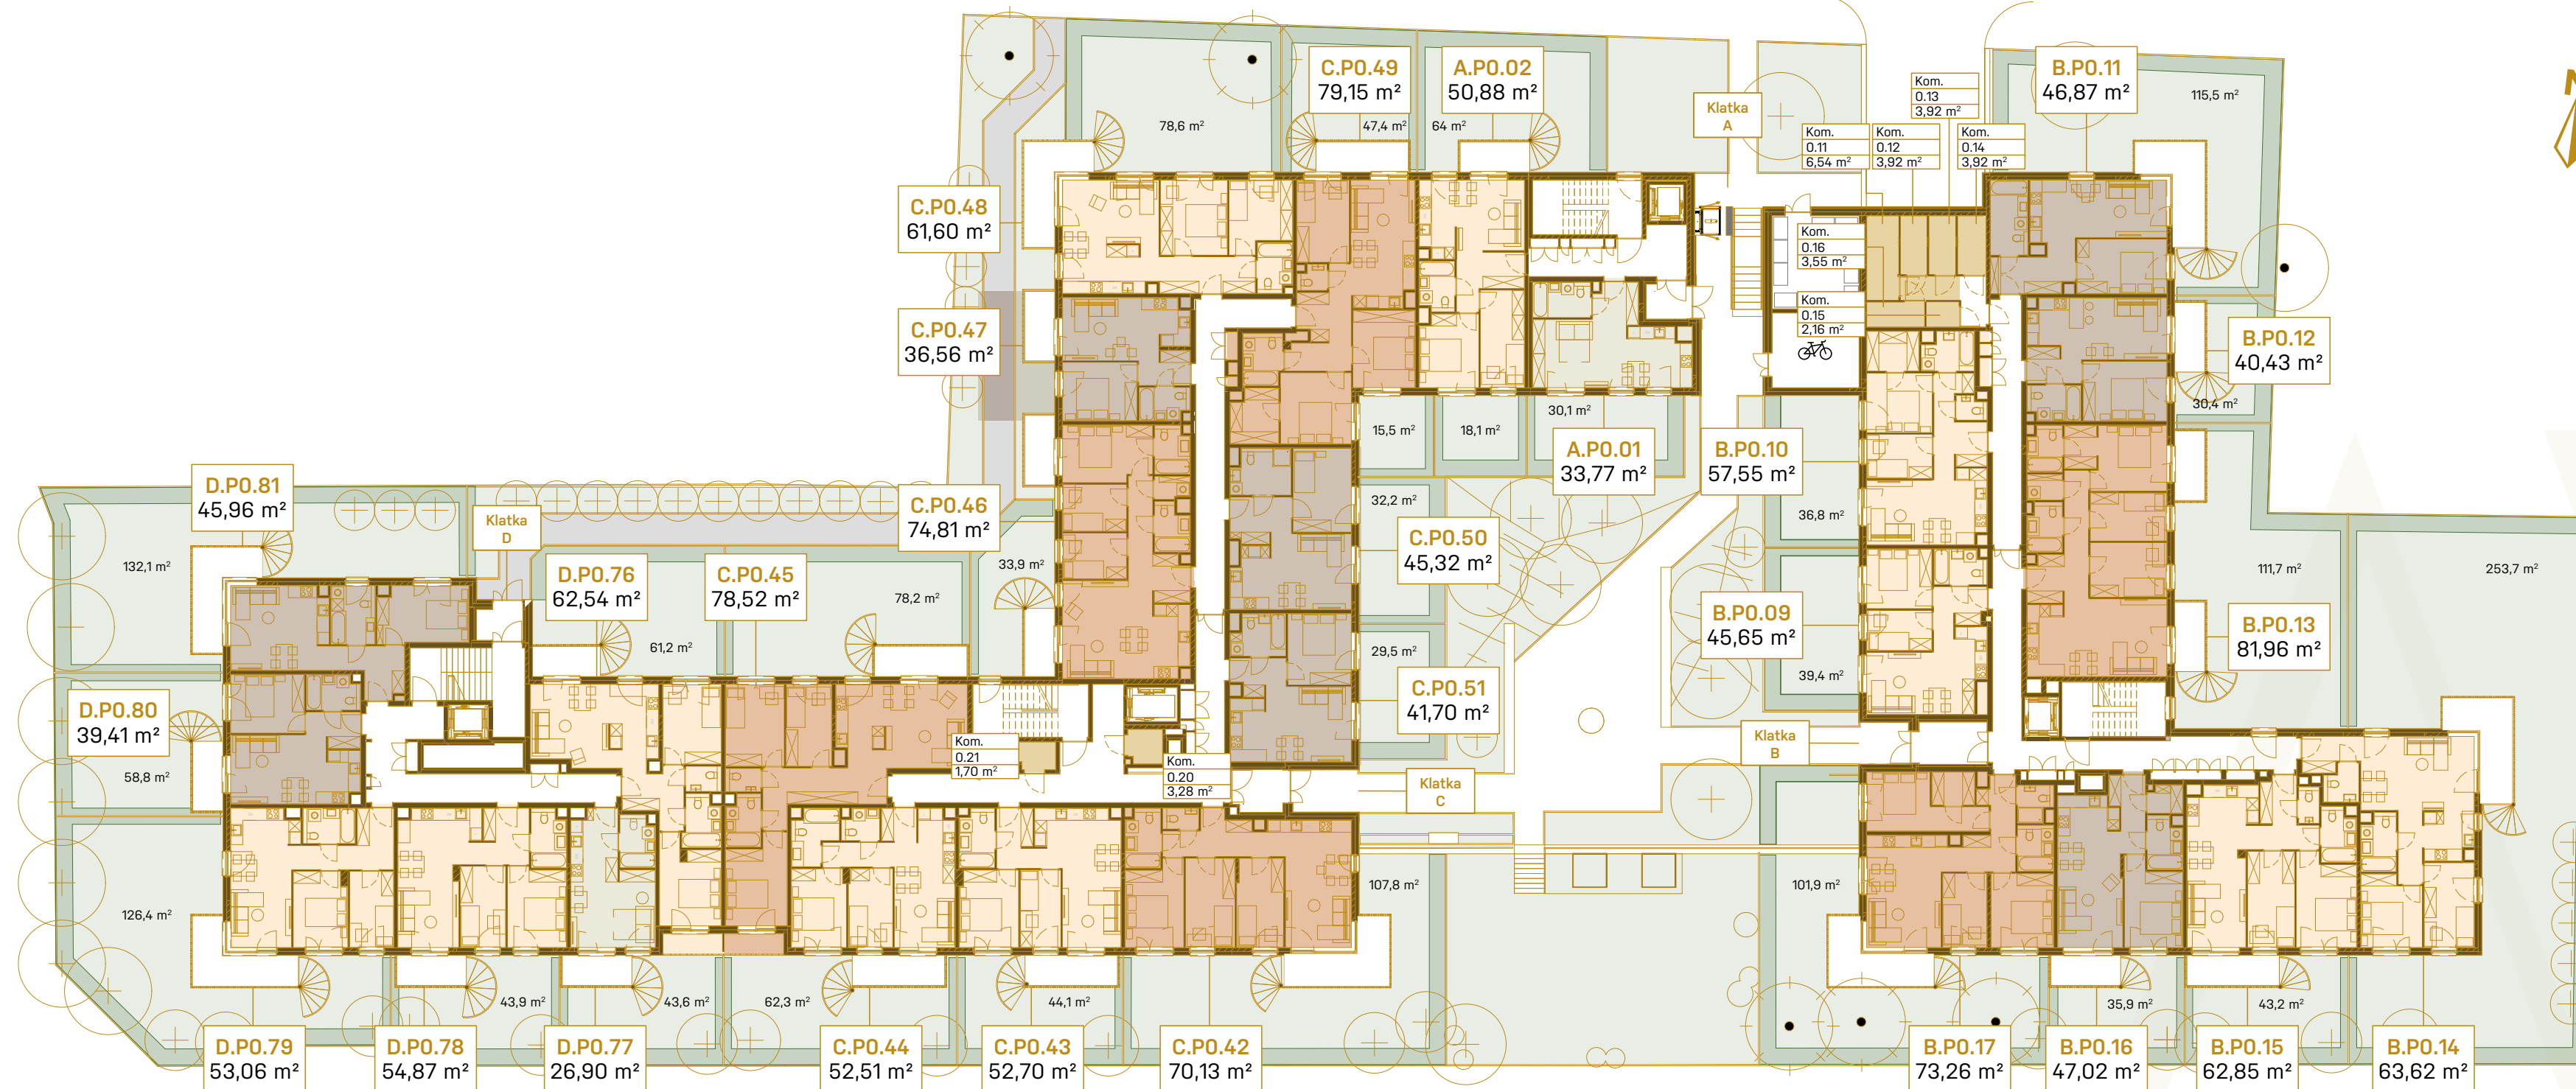 C.P0.49
79,15 m²
A.P0.02
50,88 m²
B.P0.11
46,87 m²
115,5 m²
Kom.
0.13
3,92 m²
Klatka
A
78,6 m²
47,4 m²
64 m²
Kom.
0.11
6,54 m²
Kom.
0.12
3,92 m²
Kom.
0.14
3,92 m²
C.P0.48
61,60 m²
Kom.
0.16
3,55 m²
Kom.
0.15
2,16 m²
C.P0.47
36,56 m²
B.P0.12
40,43 m²
30,4 m²
30,1 m²
15,5 m²
18,1 m²
A.P0.01
33,77 m²
B.P0.10
57,55 m²
D.P0.81
45,96 m²
Klatka
D
C.P0.46
74,81 m²
32,2 m²
36,8 m²
C.P0.50
45,32 m²
132,1 m²
D.P0.76
62,54 m²
C.P0.45
78,52 m²
33,9 m²
78,2 m²
111,7 m²
253,7 m²
B.P0.09
45,65 m²
B.P0.13
81,96 m²
61,2 m²
29,5 m²
39,4 m²
C.P0.51
41,70 m²
D.P0.80
39,41 m²
58,8 m²
Kom.
0.21
1,70 m²
Kom.
0.20
3,28 m²
Klatka
B
Klatka
C
107,8 m²
101,9 m²
126,4 m²
43,9 m²
43,6 m²
62,3 m²
44,1 m²
35,9 m²
43,2 m²
D.P0.79
53,06 m²
D.P0.78
54,87 m²
D.P0.77
26,90 m²
C.P0.44
52,51 m²
C.P0.43
52,70 m²
C.P0.42
70,13 m²
B.P0.17
73,26 m²
B.P0.16
47,02 m²
B.P0.15
62,85 m²
B.P0.14
63,62 m²